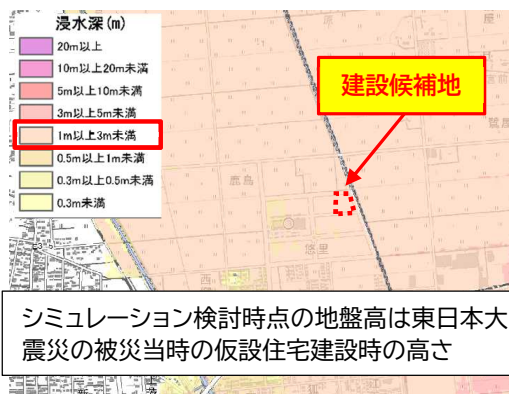 浸水深(m)
20m以上
10m以上20m未満
5m以上10m未満
3m以上5m未満
1m以上3m未満
0.5m以上1m未満
0.3m以上0.5m未満
0.3m未満
建設候補地
鹿島
悠里
シミュレーション検討時点の地盤高は東日本大
震災の被災当時の仮設住宅建設時の高さ